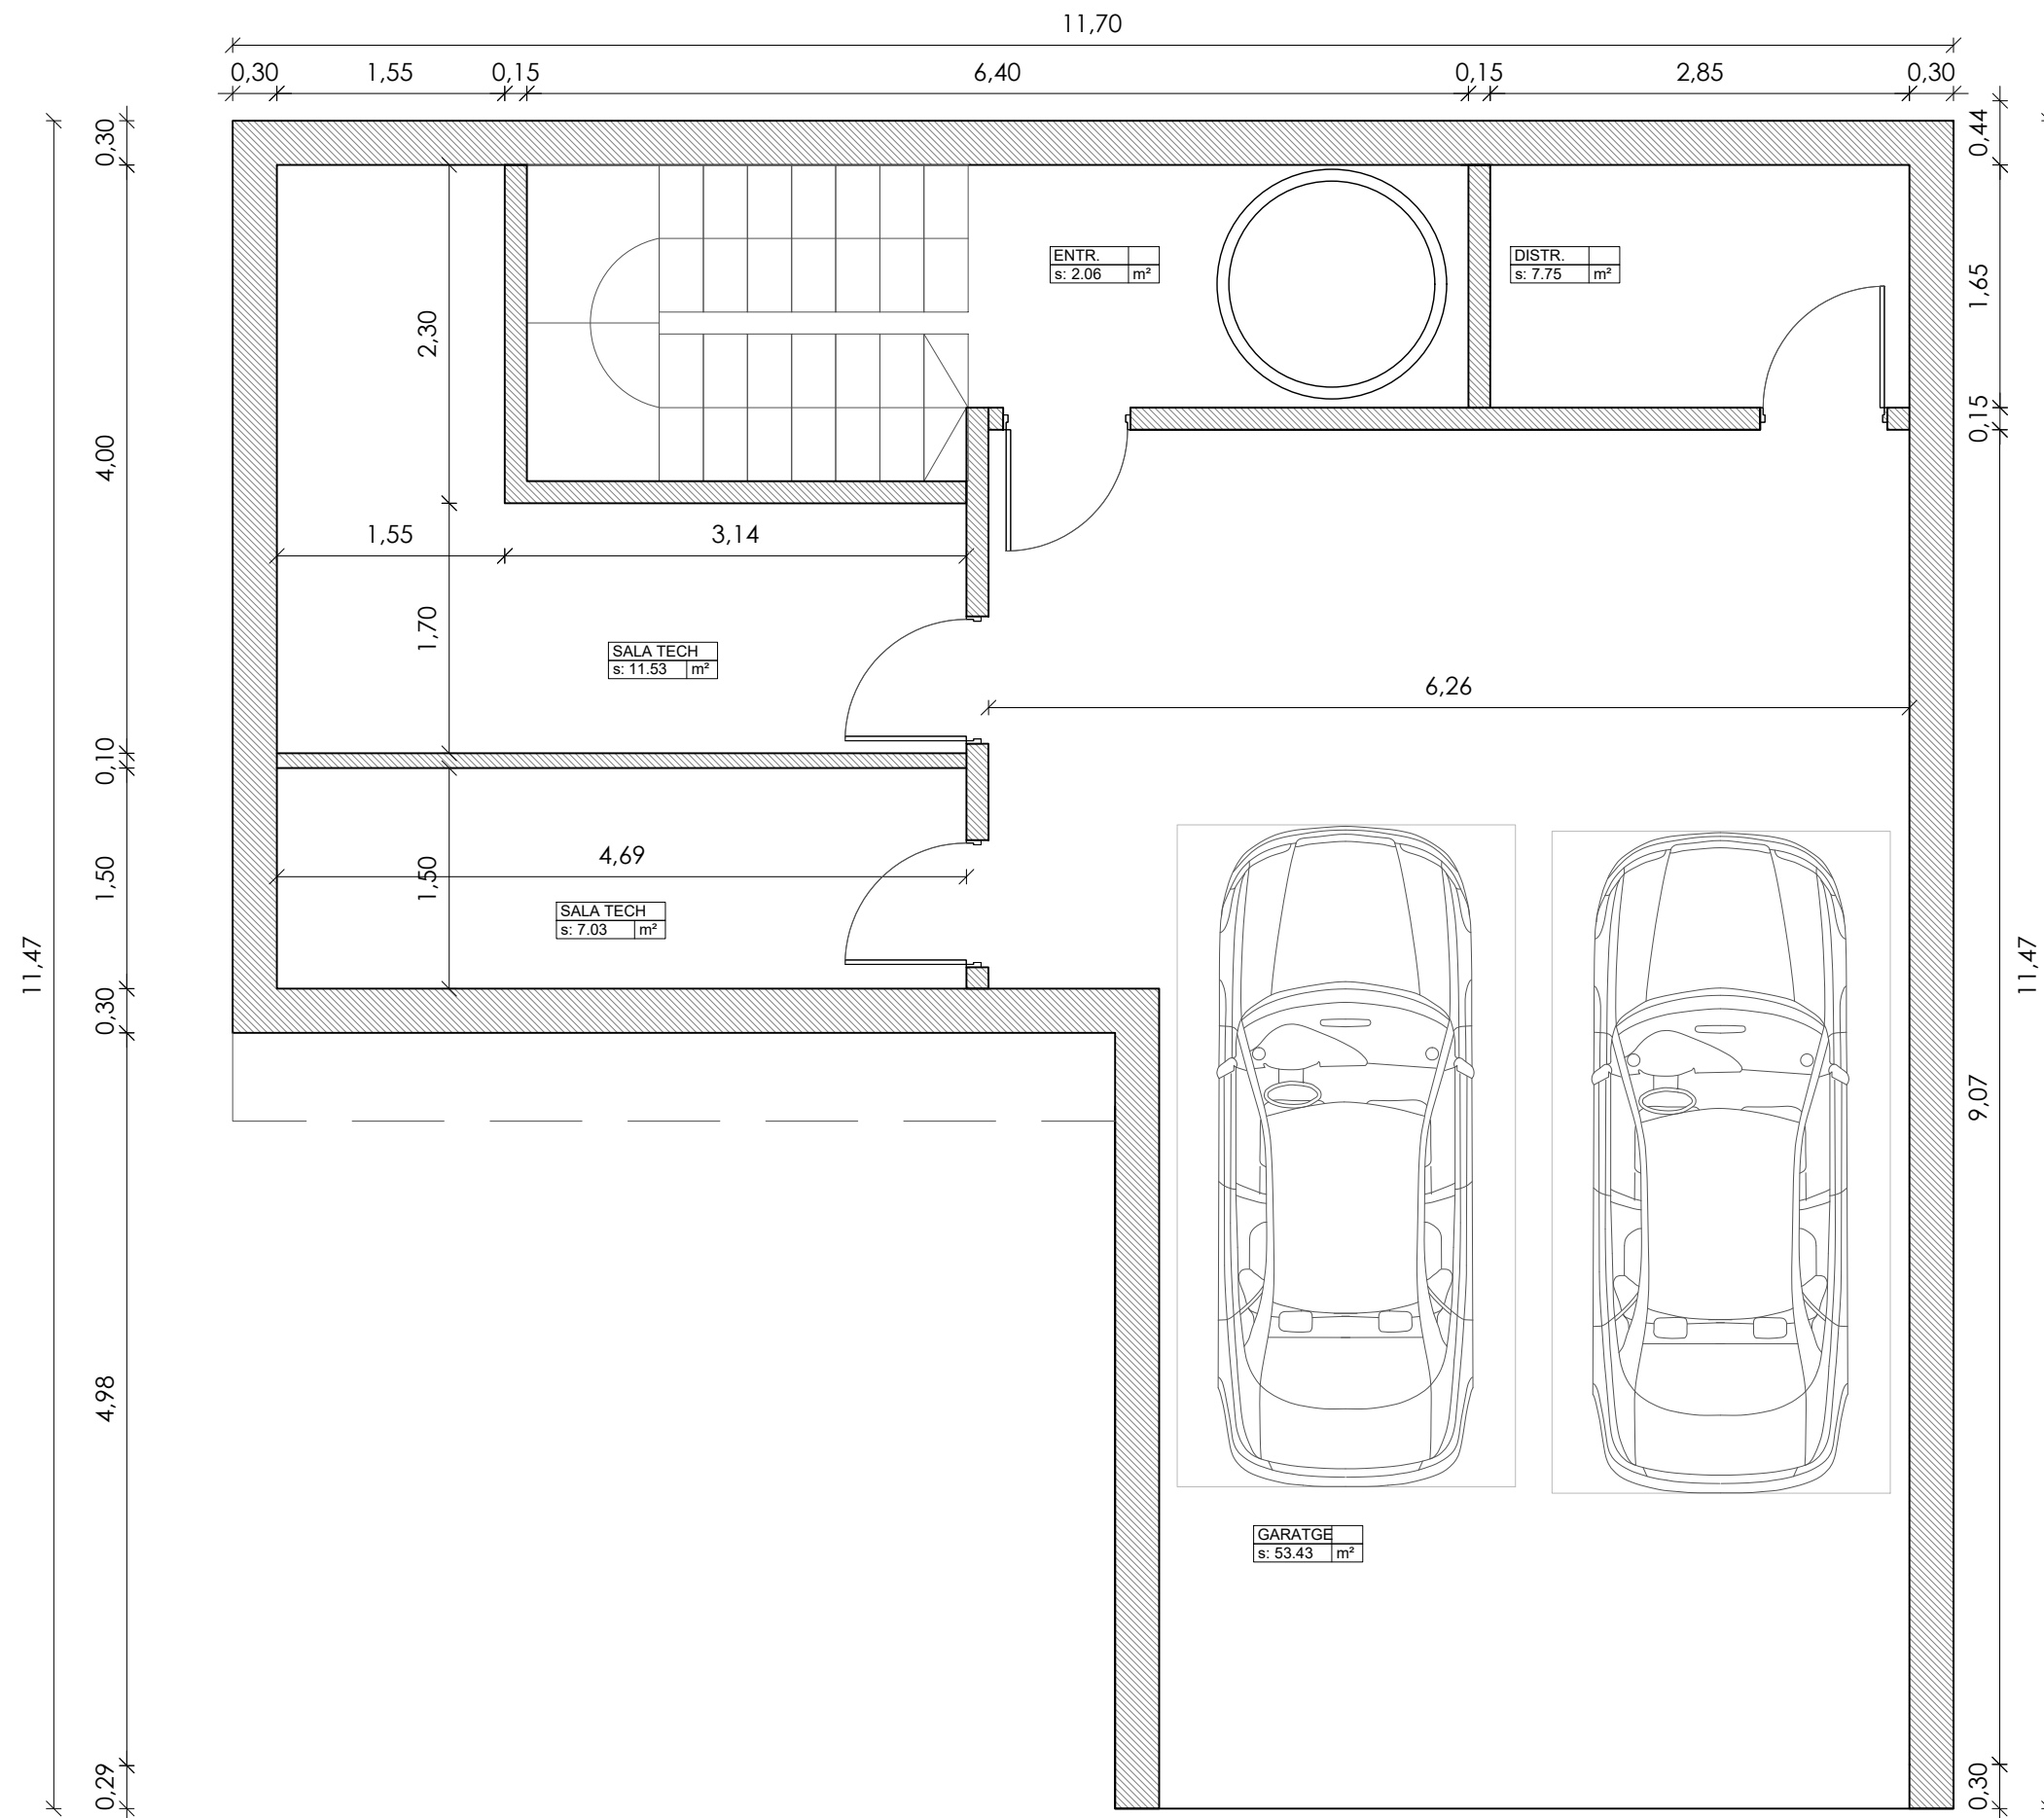 11,70
0,30 1,55 0,15 6,40 0,15 2,85 0,30
0,30
0,44
ENTR.
s: 2.06 m²
DISTR.
s: 7.75 m²
1,65
2,30
0,15
4,00
1,55 3,14
1,70
SALA TECH
s: 11.53 m²
6,26
0,10
4,69
1,50
1,50
SALA TECH
s: 7.03 m²
11,47
11,47
0,30
9,07
4,98
GARATGE
s: 53.43 m²
0,29
0,30